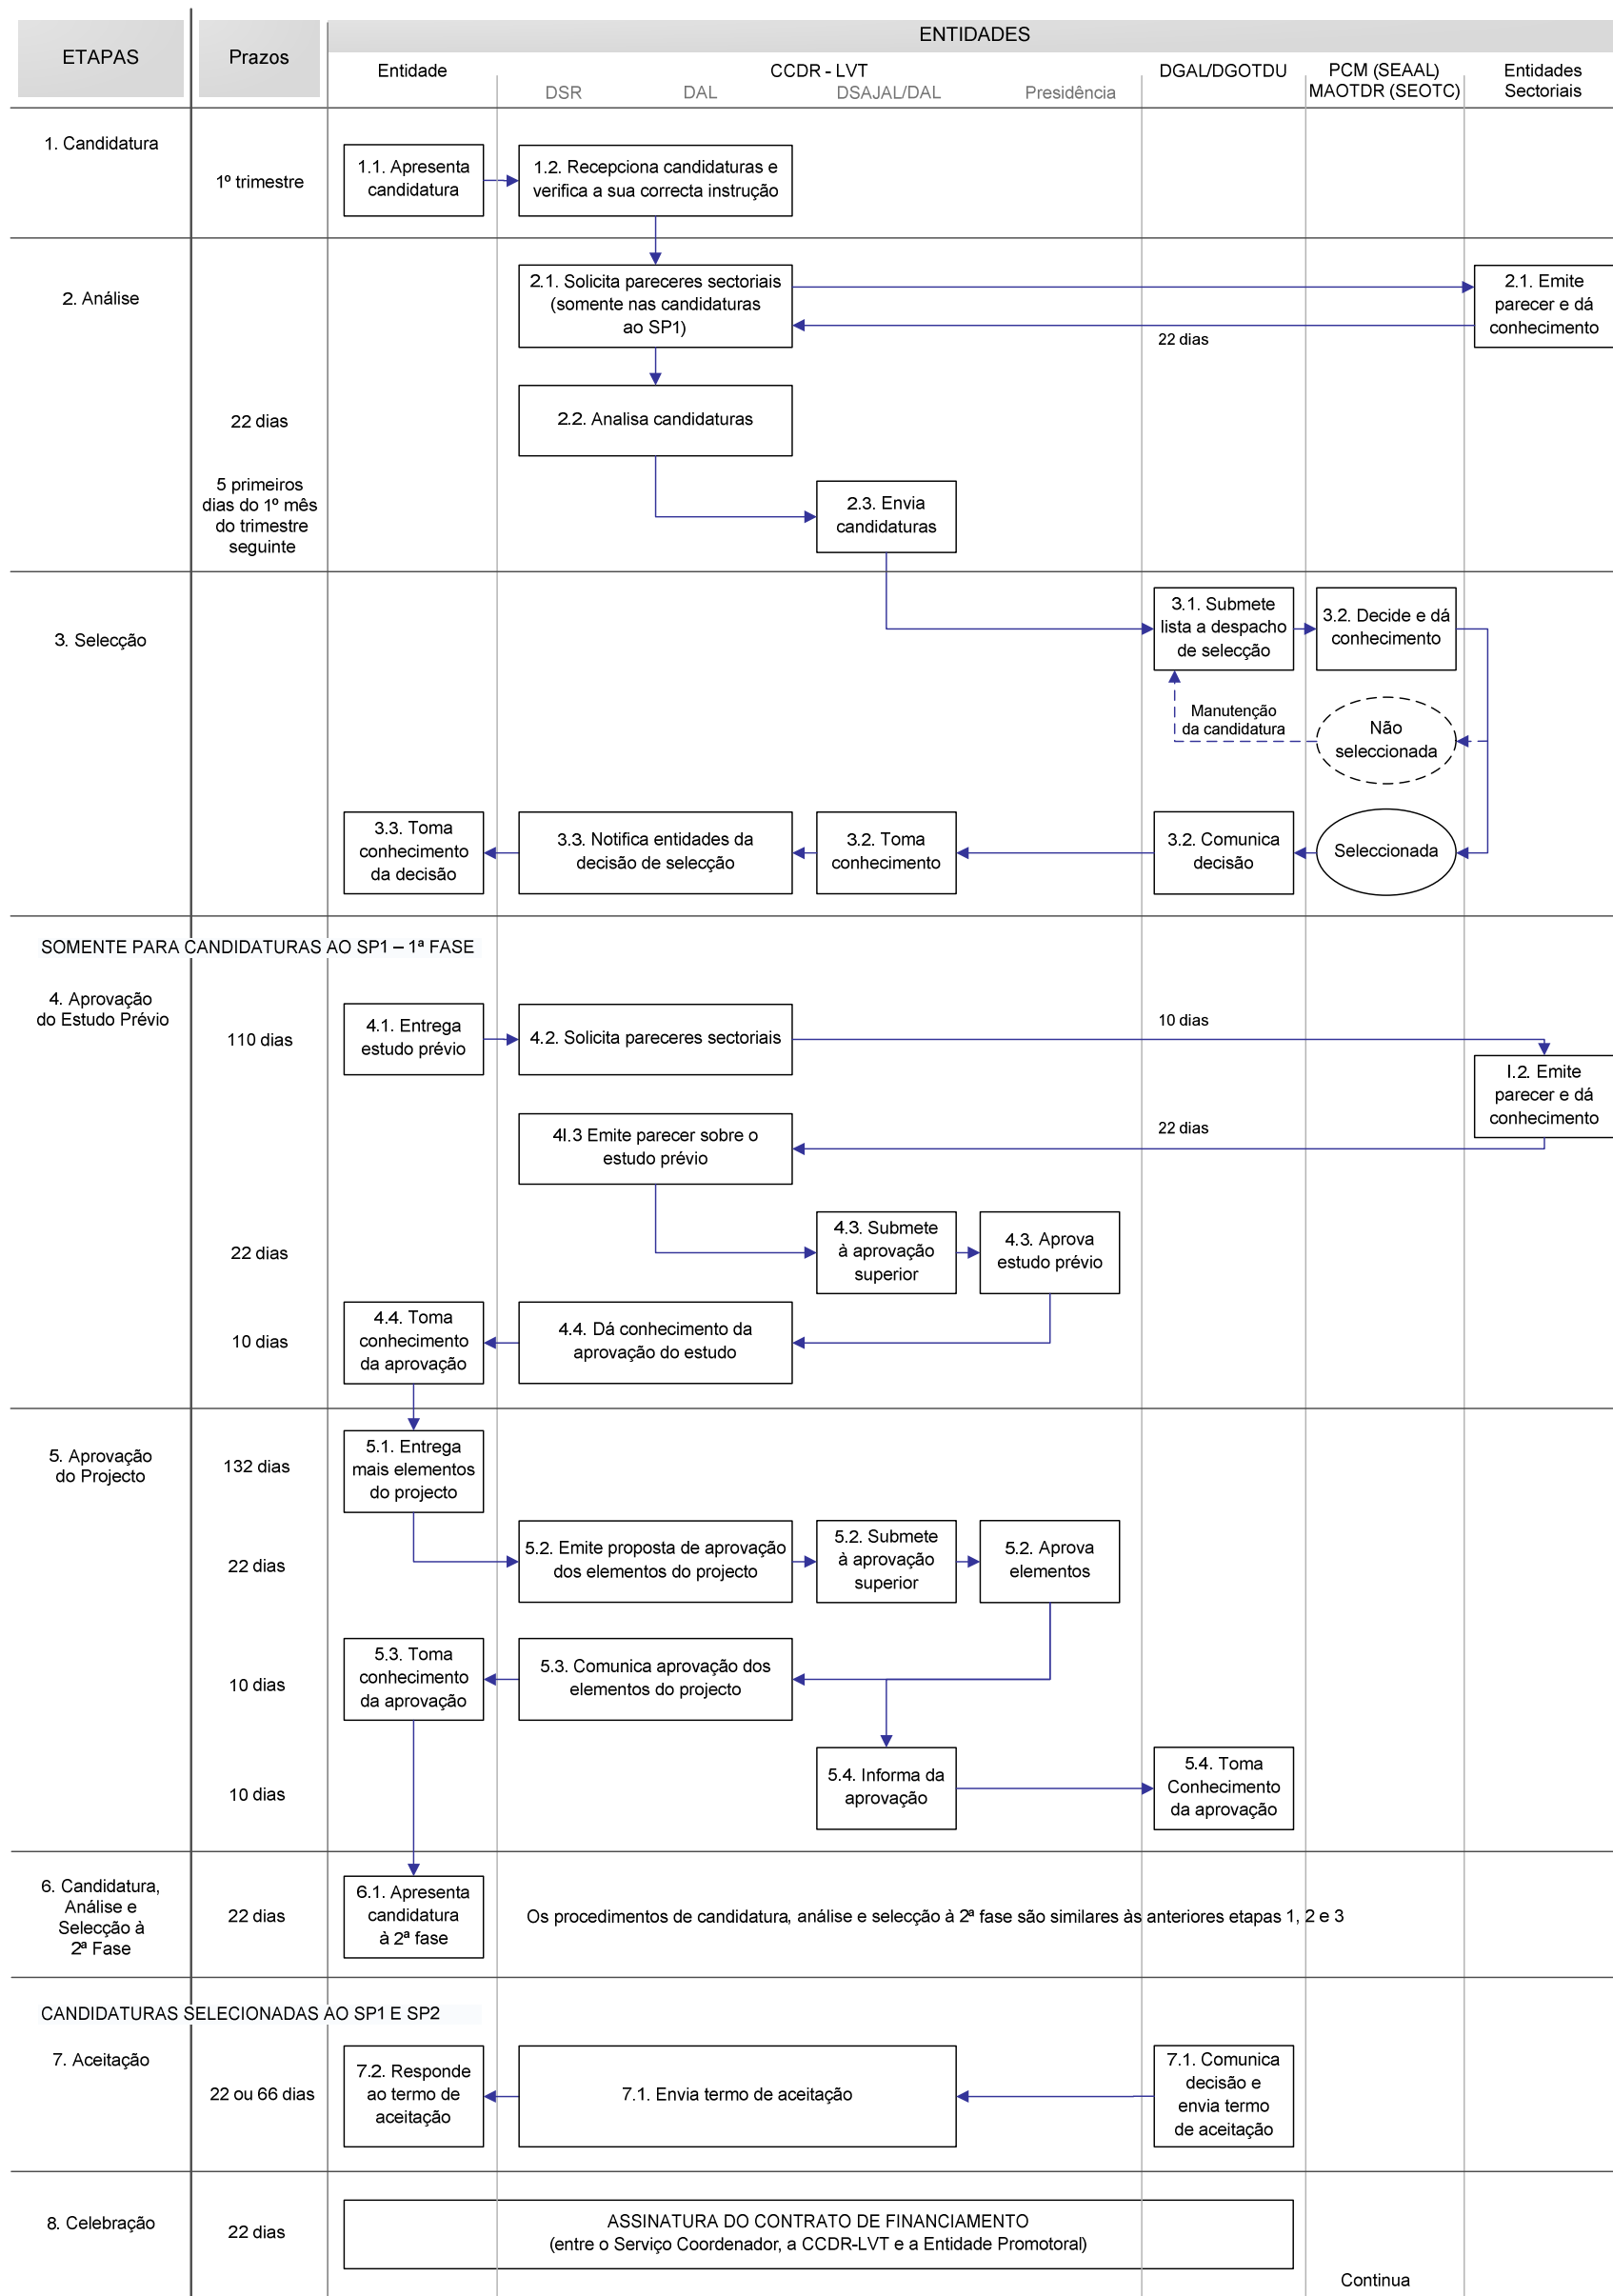 ETAPAS
Prazos
ENTIDADES
Entidade
CCDR - LVT
DSR
DAL
DSAJAL/DAL
Presidência
DGAL/DGOTDU
PCM (SEAAL)
MAOTDR (SEOTC)
Entidades
Sectoriais
1. Candidatura
1º trimestre
1.1. Apresenta
candidatura
1.2. Recepciona candidaturas e
verifica a sua correcta instrução
2. Análise
2.1. Solicita pareceres sectoriais
(somente nas candidaturas
ao SP1)
22 dias
2.1. Emite
parecer e dá
conhecimento
22 dias
2.2. Analisa candidaturas
5 primeiros
dias do 1º mês
do trimestre
seguinte
2.3. Envia
candidaturas
3. Selecção
3.1. Submete
lista a despacho
de selecção
3.2. Decide e dá
conhecimento
Manutenção
da candidatura
Não
seleccionada
3.3. Toma
conhecimento
da decisão
3.3. Notifica entidades da
decisão de selecção
3.2. Toma
conhecimento
3.2. Comunica
decisão
Seleccionada
SOMENTE PARA CANDIDATURAS AO SP1 – 1ª FASE
4. Aprovação
do Estudo Prévio
110 dias
4.1. Entrega
estudo prévio
4.2. Solicita pareceres sectoriais
10 dias
I.2. Emite
parecer e dá
conhecimento
4I.3 Emite parecer sobre o
estudo prévio
22 dias
22 dias
4.3. Submete
à aprovação
superior
4.3. Aprova
estudo prévio
10 dias
4.4. Toma
conhecimento
da aprovação
4.4. Dá conhecimento da
aprovação do estudo
5. Aprovação
do Projecto
132 dias
5.1. Entrega
mais elementos
do projecto
22 dias
5.2. Emite proposta de aprovação
dos elementos do projecto
5.2. Submete
à aprovação
superior
5.2. Aprova
elementos
10 dias
5.3. Toma
conhecimento
da aprovação
5.3. Comunica aprovação dos
elementos do projecto
10 dias
5.4. Informa da
aprovação
5.4. Toma
Conhecimento
da aprovação
6. Candidatura,
Análise e
Selecção à
2ª Fase
22 dias
6.1. Apresenta
candidatura
à 2ª fase
Os procedimentos de candidatura, análise e selecção à 2ª fase são similares às anteriores etapas 1, 2 e 3
CANDIDATURAS SELECIONADAS AO SP1 E SP2
7. Aceitação
22 ou 66 dias
7.2. Responde
ao termo de
aceitação
7.1. Envia termo de aceitação
7.1. Comunica
decisão e
envia termo
de aceitação
8. Celebração
22 dias
ASSINATURA DO CONTRATO DE FINANCIAMENTO
(entre o Serviço Coordenador, a CCDR-LVT e a Entidade Promotoral)
Continua